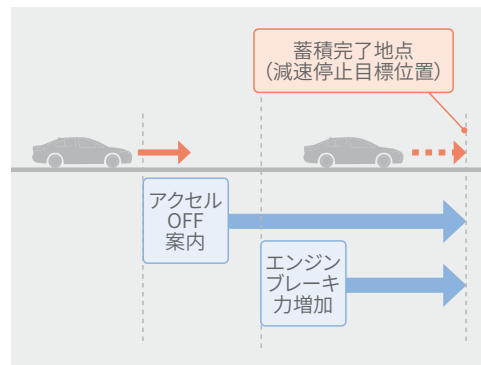 蓄積完了地点
（減速停止目標位置）
アクセル
OFF
案内
エンジン
ブレーキ
力増加